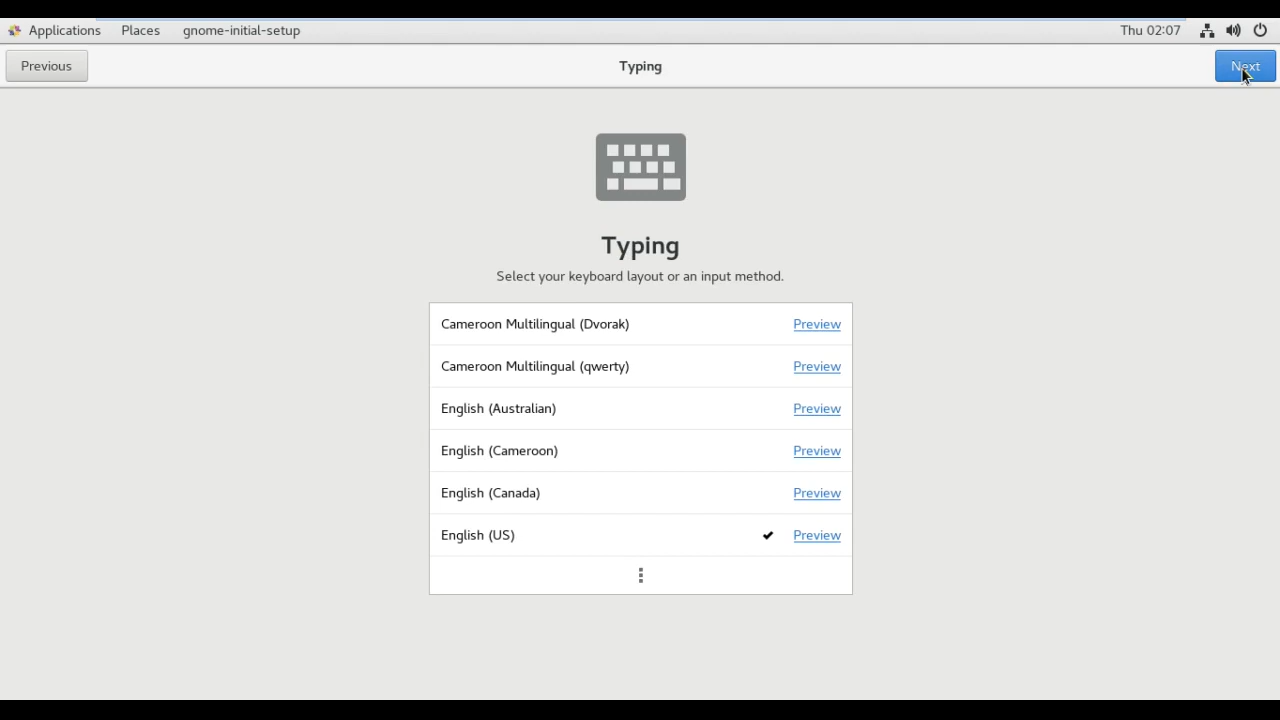 Applications Places gnome-initial-setup Thu 02:07
Previous Typing Next
Typing
Select your keyboard layout or an input method.
Cameroon Multilingual (Dvorak) Preview
Cameroon Multilingual (qwerty) Preview
English (Australian) Preview
English (Cameroon) Preview
English (Canada) Preview
English (US) Preview